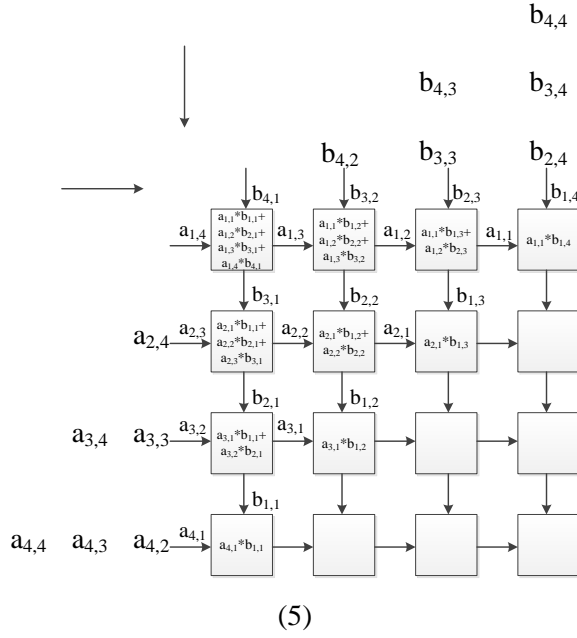 b4,4
b4,3 b3,4
b4,2 b3,3 b2,4
b4,1 b3,2 b2,3 b1,4
a1,4 a1,1*b1,1+ a1,2*b2,1+ a1,3*b3,1+ a1,4*b4,1 a1,3 a1,1*b1,2+ a1,2*b2,2+ a1,3*b3,2 a1,2 a1,1*b1,3+ a1,2*b2,3 a1,1 a1,1*b1,4
b3,1 b2,2 b1,3
a2,4 a2,3 a2,1*b1,1+ a2,2*b2,1+ a2,3*b3,1 a2,2 a2,1*b1,2+ a2,2*b2,2 a2,1 a2,1*b1,3
b2,1 b1,2
a3,4 a3,3 a3,2 a3,1*b1,1+ a3,2*b2,1 a3,1 a3,1*b1,2
b1,1
a4,4 a4,3 a4,2 a4,1 a4,1*b1,1
(5)